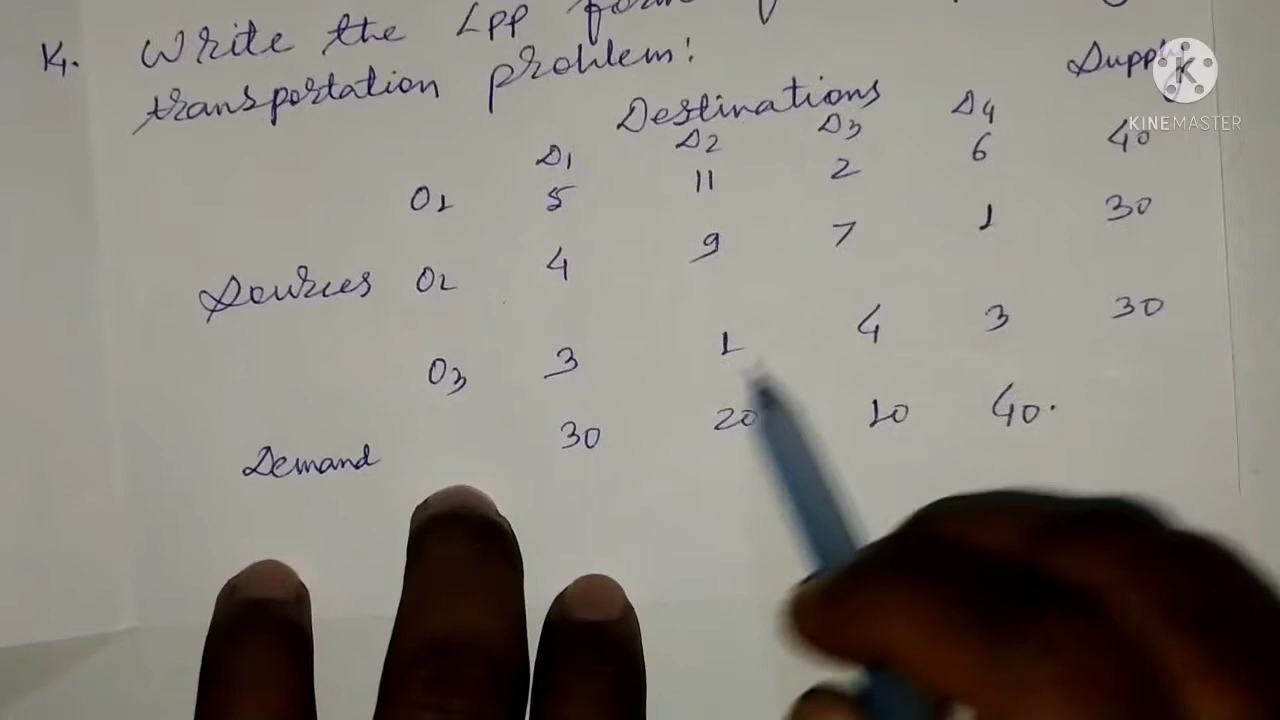 4. Write the LPP form
transportation problem:
Supply
KINEMASTER
Destinations
D1 D2 D3 D4
O1 5 11 2 6 40
Sources O2 4 9 7 1 30
O3 3 1 4 3 30
Demand 30 20 10 40.